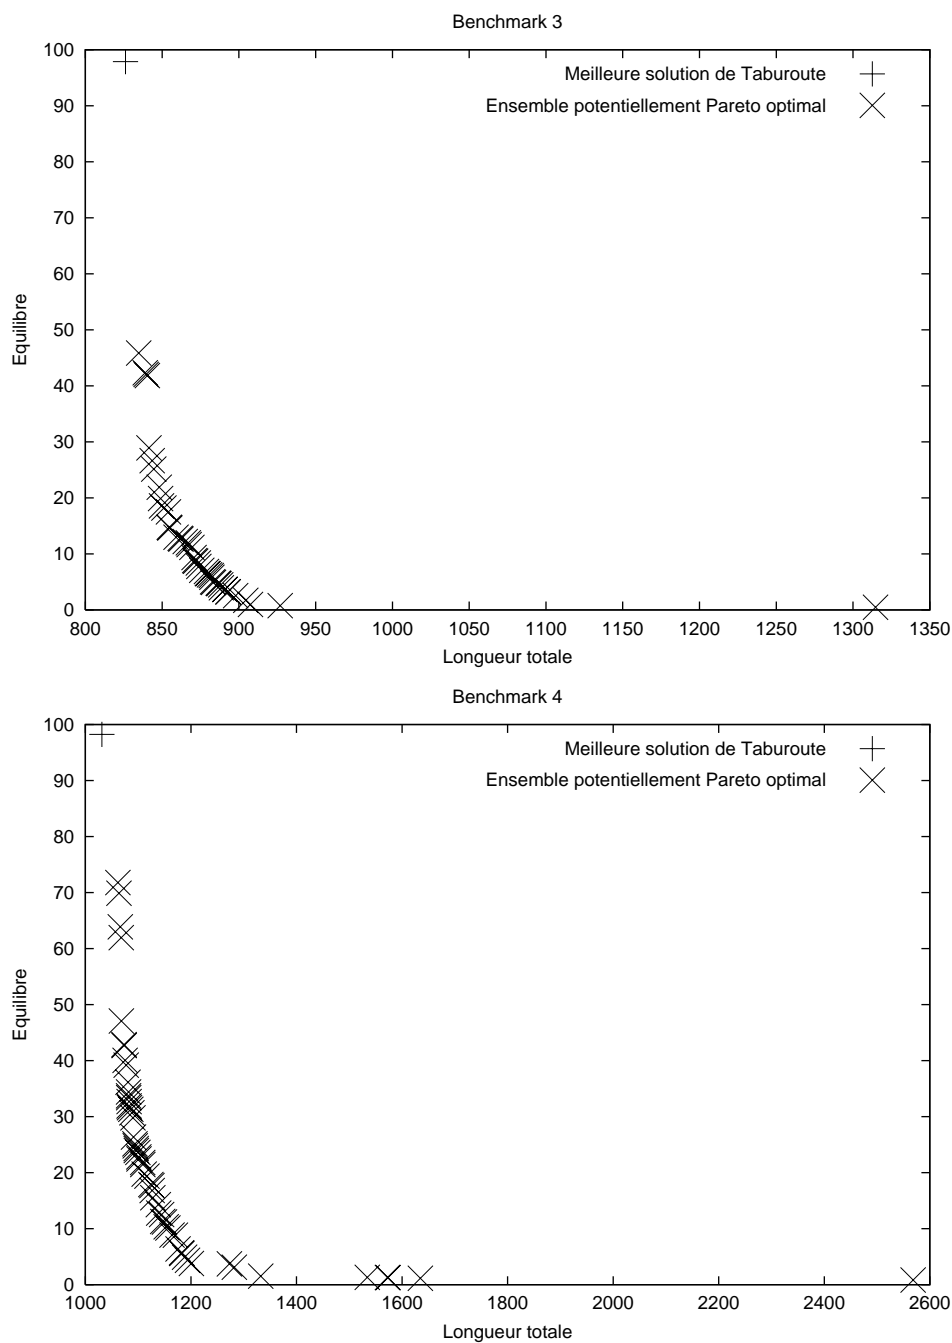 Benchmark 3
100
90
80
70
60
50
40
30
20
10
0
Equilibre
Meilleure solution de Taburoute
Ensemble potentiellement Pareto optimal
800 850 900 950 1000 1050 1100 1150 1200 1250 1300 1350
Longueur totale
Benchmark 4
100
90
80
70
60
50
40
30
20
10
0
Equilibre
Meilleure solution de Taburoute
Ensemble potentiellement Pareto optimal
1000 1200 1400 1600 1800 2000 2200 2400 2600
Longueur totale